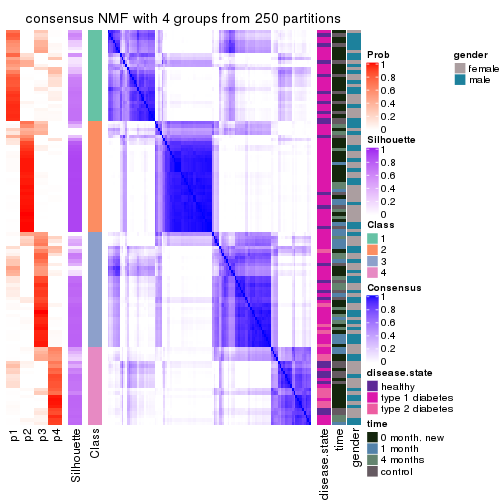 consensus NMF with 4 groups from 250 partitions
Prob
1
0.8
0.6
0.4
0.2
0
gender
female
male
Silhouette
1
0.8
0.6
0.4
0.2
0
Class
1
2
3
4
Consensus
1
0.8
0.6
0.4
0.2
0
disease.state
healthy
type 1 diabetes
type 2 diabetes
time
0 month. new
1 month
4 months
control
p1
p2
p3
p4
Silhouette
Class
disease.state
time
gender